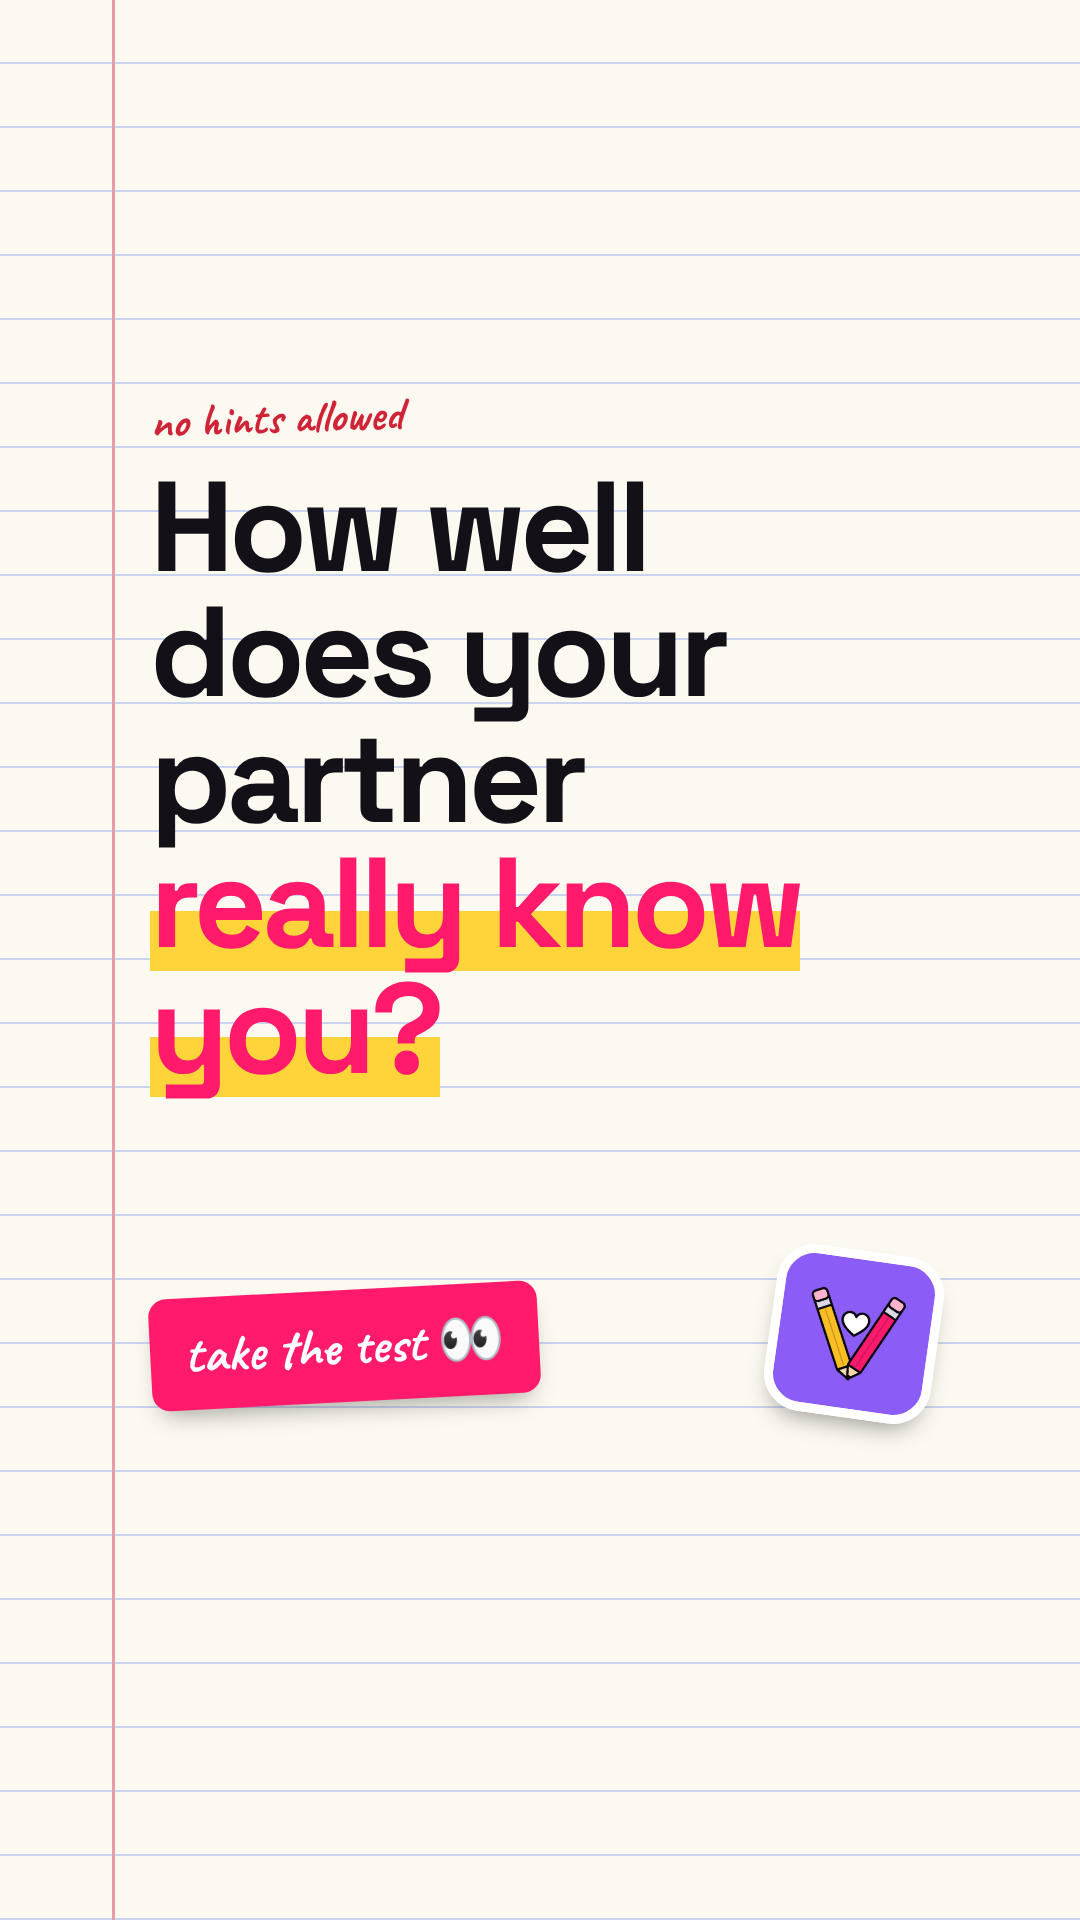 no hints allowed
How well
does your
partner
really know
you?
take the test 👀